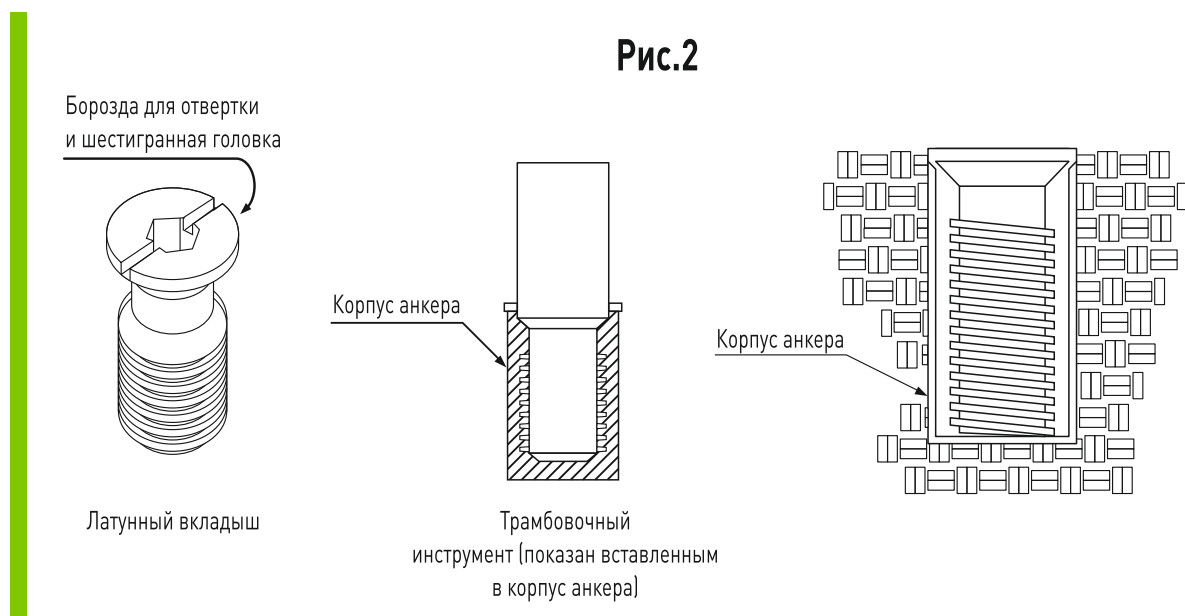 Рис.2
Борозда для отвертки
и шестигранная головка
Корпус анкера
Корпус анкера
Латунный вкладыш
Трамбовочный
инструмент (показан вставленным
в корпус анкера)